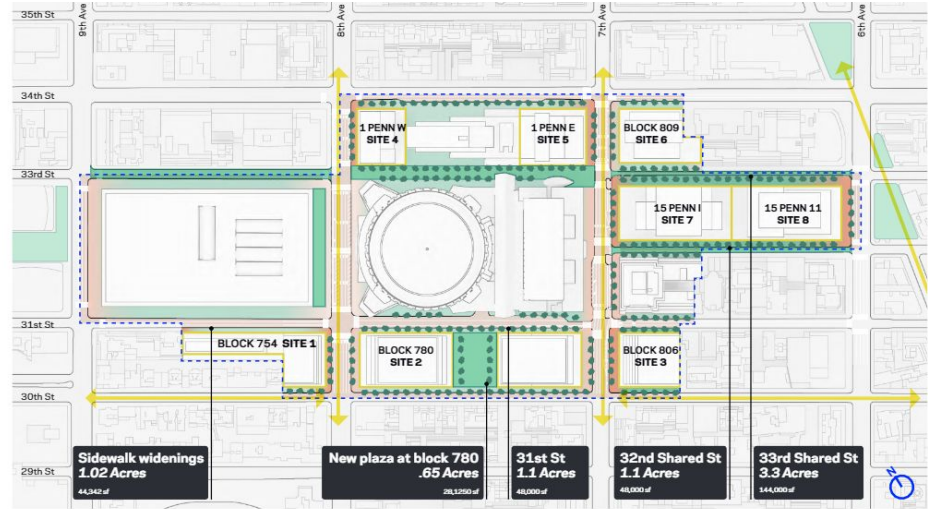 35th St
9th Ave
8th Ave
7th Ave
6th Ave
34th St
1 PENN W
SITE 4
1 PENN E
SITE 5
BLOCK 809
SITE 6
33rd St
15 PENN I
SITE 7
15 PENN 11
SITE 8
31st St
BLOCK 754 SITE 1
BLOCK 780
SITE 2
BLOCK 806
SITE 3
30th St
29th St
Sidewalk widenings
1.02 Acres
44,342 sf
New plaza at block 780
.65 Acres
28,1250 sf
31st St
1.1 Acres
48,000 sf
32nd Shared St
1.1 Acres
48,000 sf
33rd Shared St
3.3 Acres
144,000 sf
N